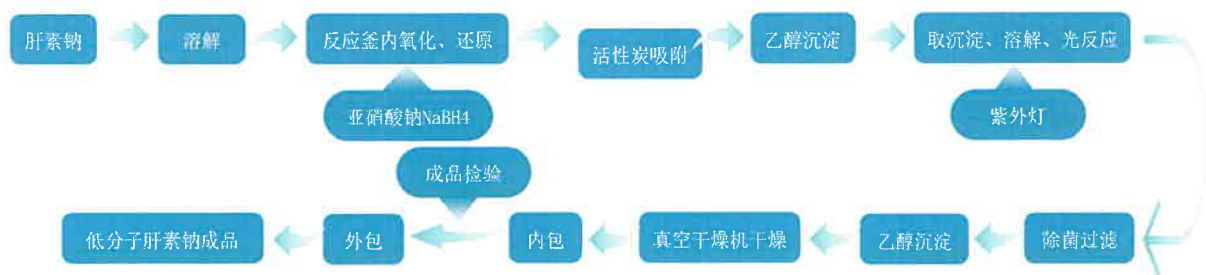 肝素钠
溶解
反应釜内氧化、还原
活性炭吸附
乙醇沉淀
取沉淀、溶解、光反应
亚硝酸钠NaBH4
紫外灯
成品检验
低分子肝素钠成品
外包
内包
真空干燥机干燥
乙醇沉淀
除菌过滤